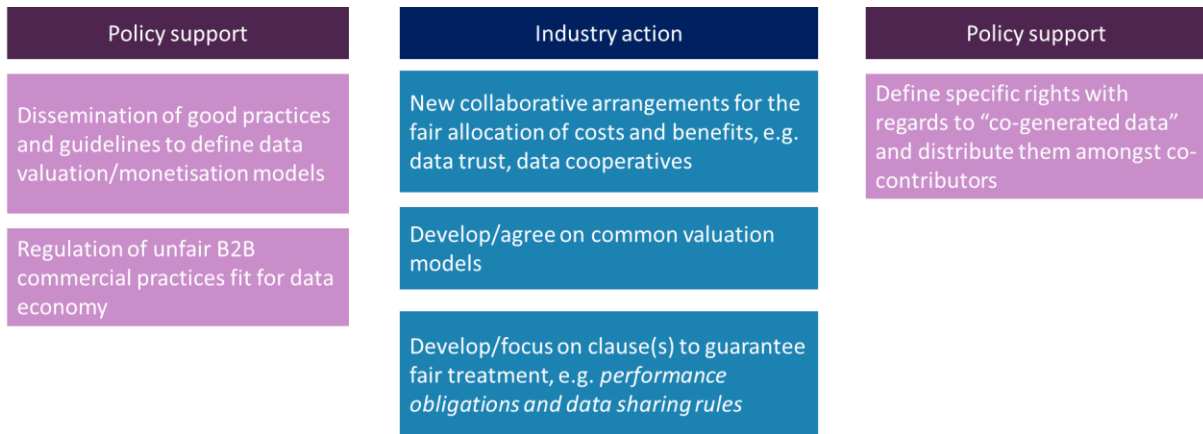 Policy support
Dissemination of good practices
and guidelines to define data
valuation/monetisation models
Regulation of unfair B2B
commercial practices fit for data
economy
Industry action
New collaborative arrangements for the
fair allocation of costs and benefits, e.g.
data trust, data cooperatives
Develop/agree on common valuation
models
Develop/focus on clause(s) to guarantee
fair treatment, e.g. performance
obligations and data sharing rules
Policy support
Define specific rights with
regards to “co-generated data”
and distribute them amongst co-
contributors